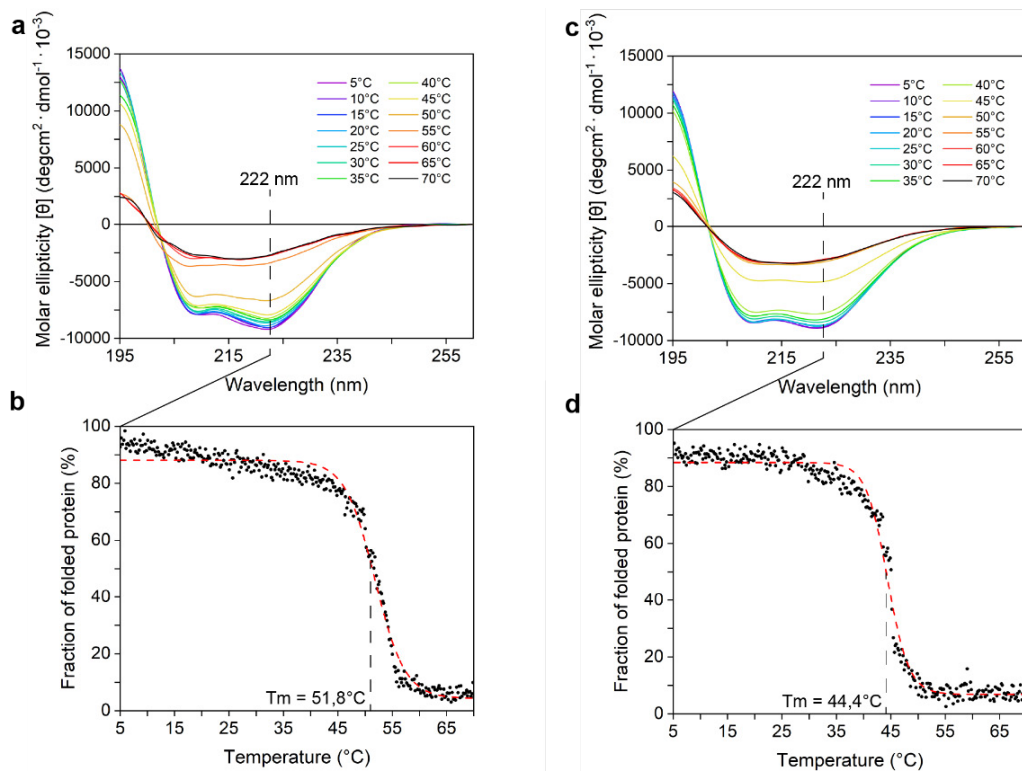 a
Molar ellipticity [θ] (degcm² · dmol⁻¹ · 10⁻³)
15000
10000
5000
0
-5000
-10000
5°C 40°C
10°C 45°C
15°C 50°C
20°C 55°C
25°C 60°C
30°C 65°C
35°C 70°C
222 nm
195 215 235 255
Wavelength (nm)
b
Fraction of folded protein (%)
100
80
60
40
20
0
Tm = 51,8°C
5 15 25 35 45 55 65
Temperature (°C)
c
Molar ellipticity [θ] (degcm² · dmol⁻¹ · 10⁻³)
15000
10000
5000
0
-5000
-10000
5°C 40°C
10°C 45°C
15°C 50°C
20°C 55°C
25°C 60°C
30°C 65°C
35°C 70°C
222 nm
195 215 235 255
Wavelength (nm)
d
Fraction of folded protein (%)
100
80
60
40
20
0
Tm = 44,4°C
5 15 25 35 45 55 65
Temperature (°C)